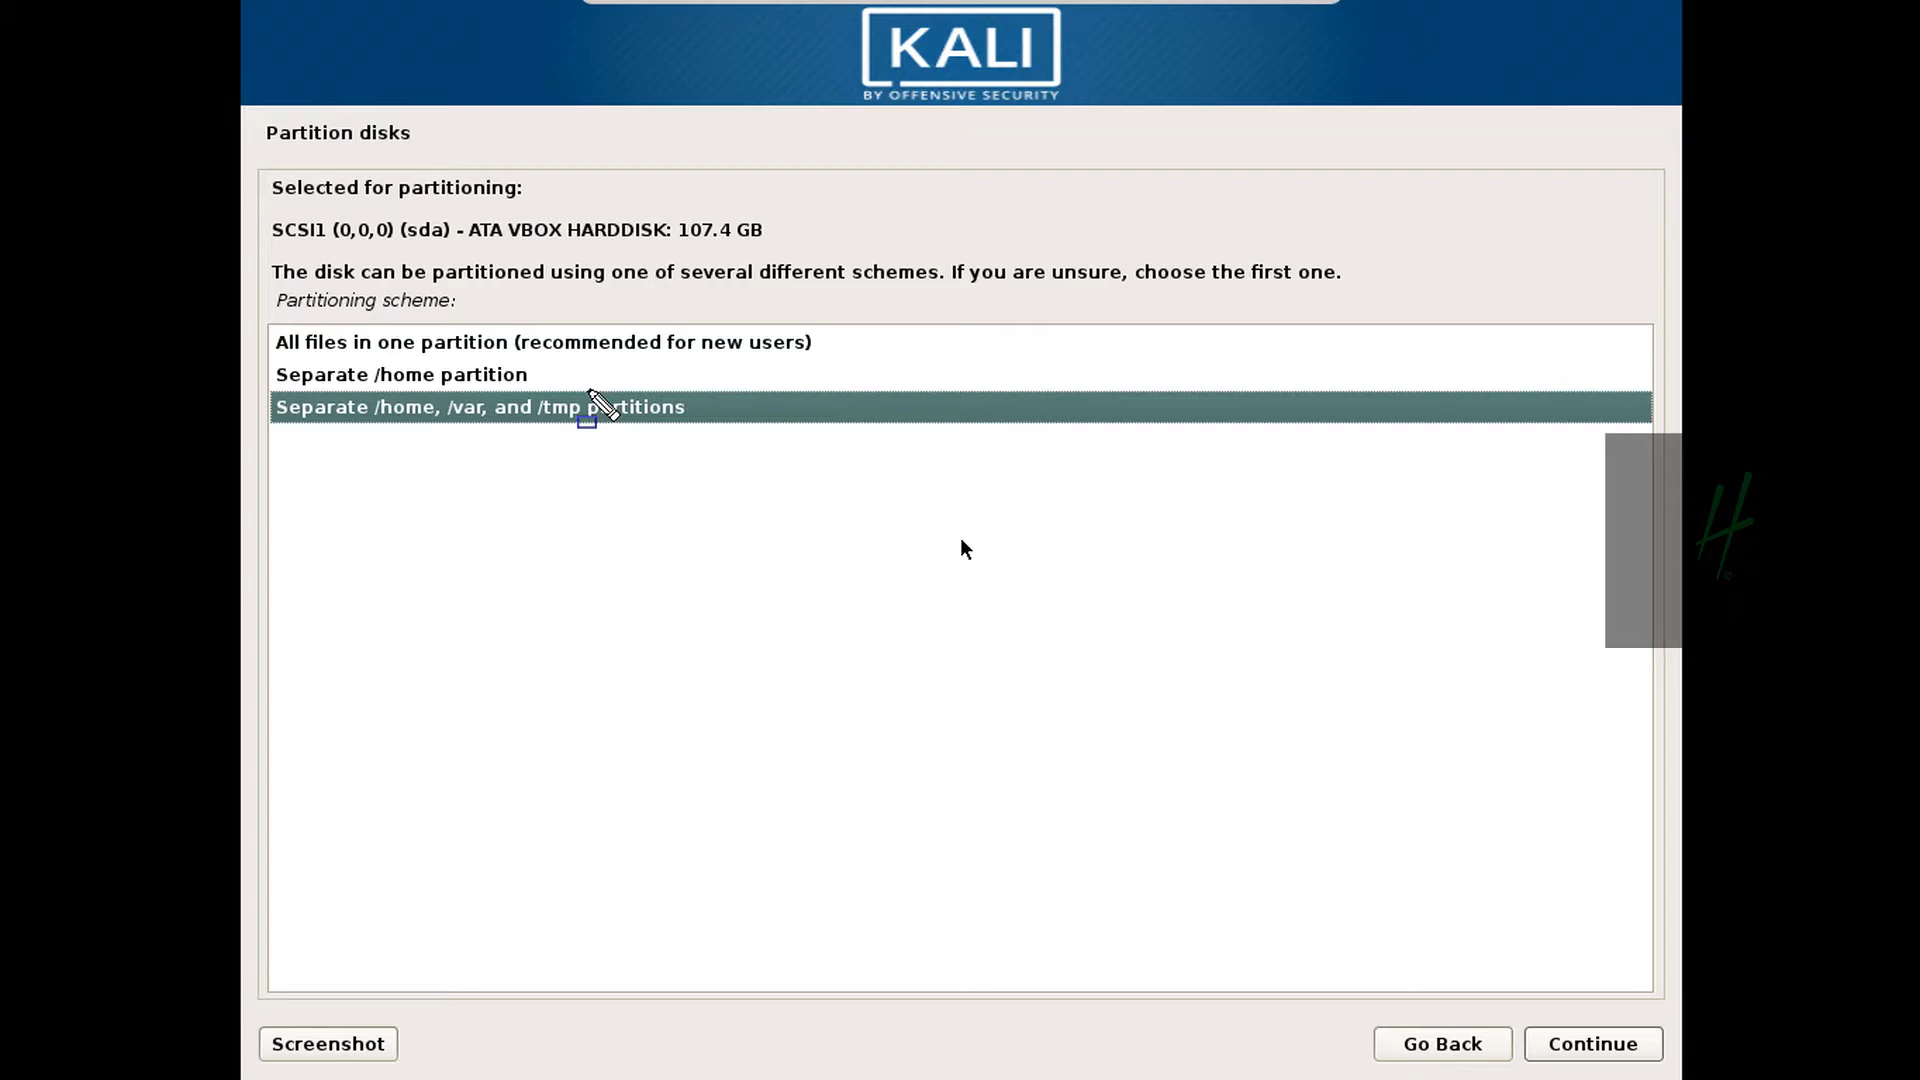 KALI
BY OFFENSIVE SECURITY
Partition disks
Selected for partitioning:
SCSI1 (0,0,0) (sda) - ATA VBOX HARDDISK: 107.4 GB
The disk can be partitioned using one of several different schemes. If you are unsure, choose the first one.
Partitioning scheme:
All files in one partition (recommended for new users)
Separate /home partition
Separate /home, /var, and /tmp partitions
H
Screenshot
Go Back
Continue